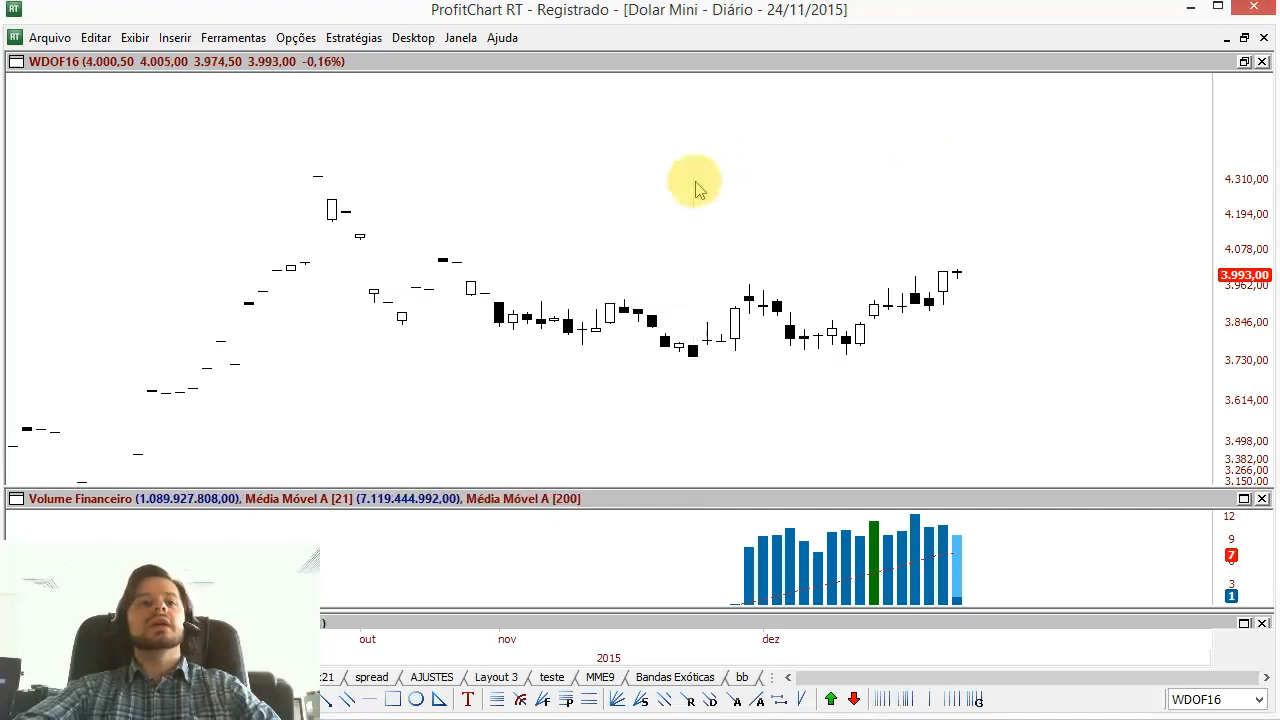 RT ProfitChart RT - Registrado - [Dolar Mini - Diário - 24/11/2015]
RT Arquivo Editar Exibir Inserir Ferramentas Opções Estratégias Desktop Janela Ajuda
WDOF16 (4.000,50 4.005,00 3.974,50 3.993,00 -0,16%)
4.310,00
4.194,00
4.078,00
3.993,00
3.962,00
3.846,00
3.730,00
3.614,00
3.498,00
3.382,00
3.266,00
3.150,00
Volume Financeiro (1.089.927.808,00), Média Móvel A [21] (7.119.444.992,00), Média Móvel A [200]
12
9
7
3
1
)
out nov dez
2015
21 spread AJUSTES Layout 3 teste MME9 Bandas Exóticas bb
T F P S R D A A G WDOF16